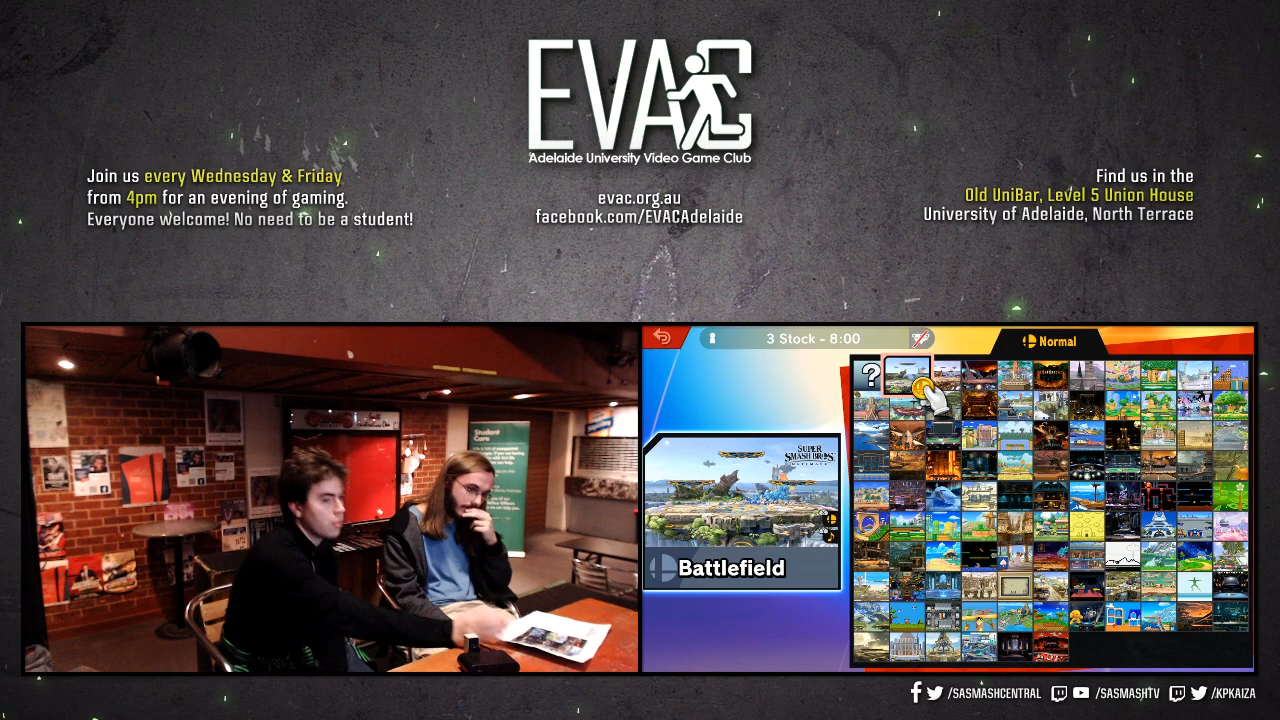 EVAC
Adelaide University Video Game Club
Join us every Wednesday & Friday
from 4pm for an evening of gaming.
Everyone welcome! No need to be a student!
evac.org.au
facebook.com/EVACAdelaide
Find us in the
Old UniBar, Level 5 Union House
University of Adelaide, North Terrace
Student
Care
3 Stock - 8:00
Normal
?
SUPER
SMASH BROS.
ULTIMATE
Battlefield
/SASMASHCENTRAL
/SASMASHTV
/KPKAIZA